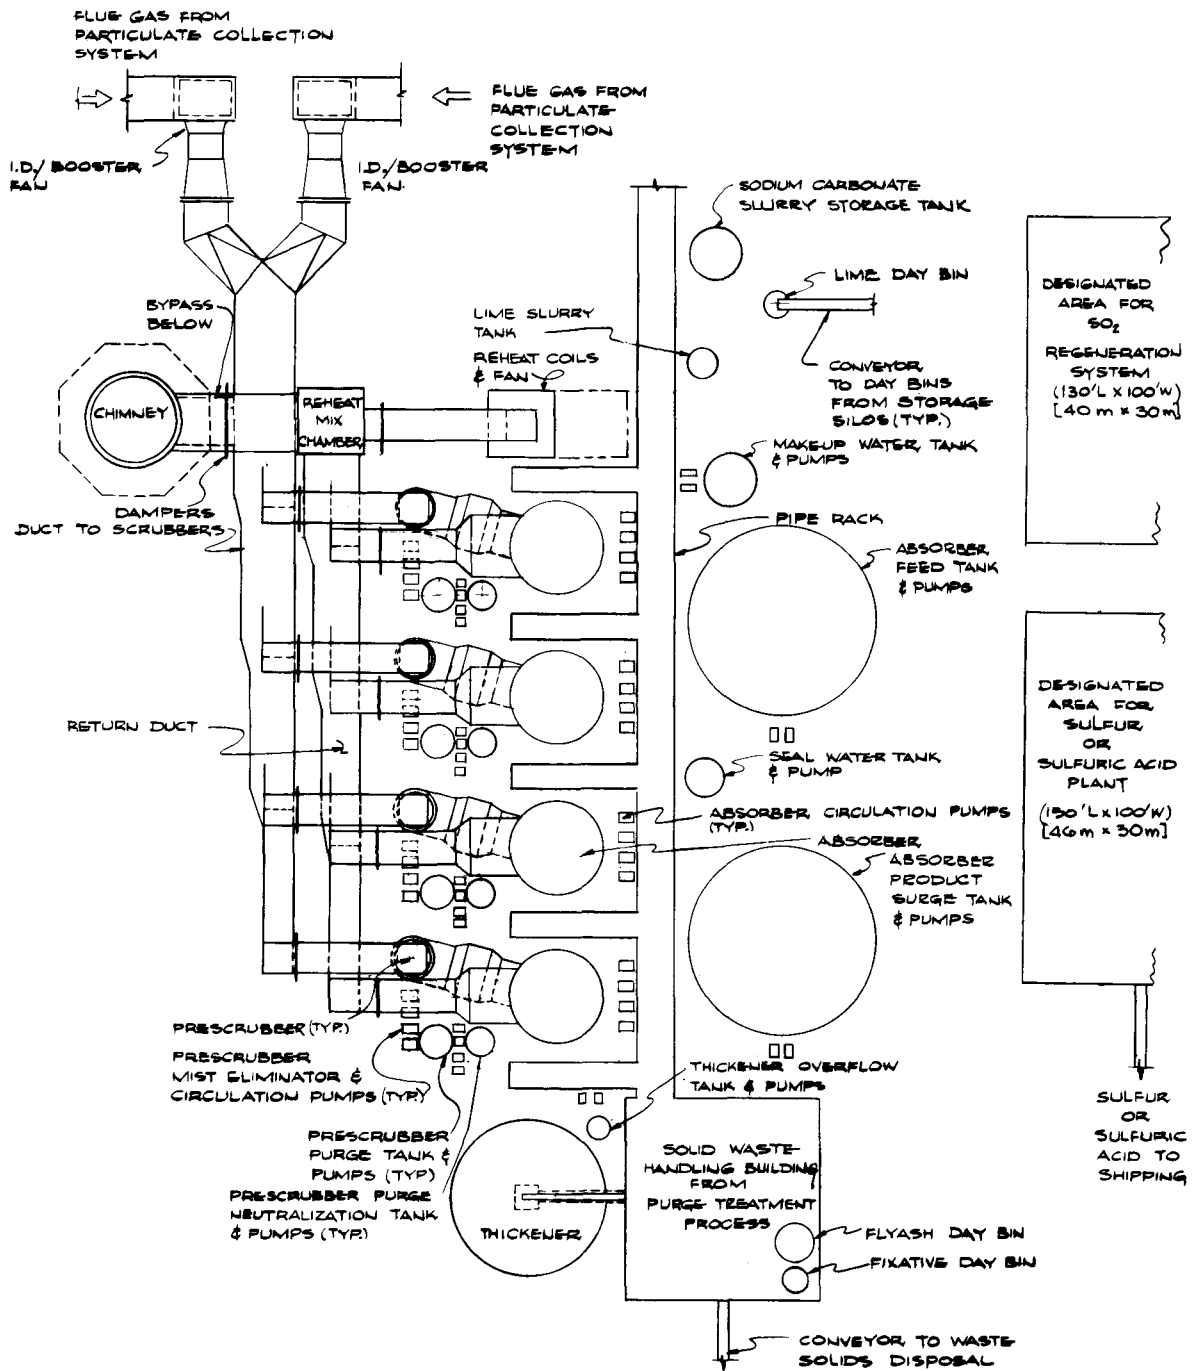 FLUE GAS FROM
PARTICULATE COLLECTION
SYSTEM
FLUE GAS FROM
PARTICULATE
COLLECTION
SYSTEM
I.D./BOOSTER
FAN
I.D./BOOSTER
FAN.
SODIUM CARBONATE
SLURRY STORAGE TANK
LIME DAY BIN
BYPASS
BELOW
LIME SLURRY
TANK
REHEAT COILS
& FAN
CONVEYOR
TO DAY BINS
FROM STORAGE
SILOS (TYP.)
DESIGNATED
AREA FOR
SO2
REGENERATION
SYSTEM
(130'L X 100'W)
[40 m x 30 m]
CHIMNEY
REHEAT
MIX
CHAMBER
MAKEUP WATER TANK
& PUMPS
DAMPERS
DUCT TO SCRUBBERS
PIPE RACK
ABSORBER
FEED TANK
& PUMPS
RETURN DUCT
SEAL WATER TANK
& PUMP
DESIGNATED
AREA FOR
SULFUR
OR
SULFURIC ACID
PLANT
(150'L x 100'W)
[46 m x 30 m]
ABSORBER CIRCULATION PUMPS
(TYP.)
ABSORBER
ABSORBER
PRODUCT
SURGE TANK
& PUMPS
PRESCRUBBER (TYP.)
PRESCRUBBER
MIST ELIMINATOR &
CIRCULATION PUMPS (TYP.)
THICKENER OVERFLOW
TANK & PUMPS
PRESCRUBBER
PURGE TANK &
PUMPS (TYP)
PRESCRUBBER PURGE
NEUTRALIZATION TANK
& PUMPS (TYP.)
THICKENER
SOLID WASTE
HANDLING BUILDING
FROM
PURGE TREATMENT
PROCESS
SULFUR
OR
SULFURIC
ACID TO
SHIPPING
FLYASH DAY BIN
FIXATIVE DAY BIN
CONVEYOR TO WASTE
SOLIDS DISPOSAL